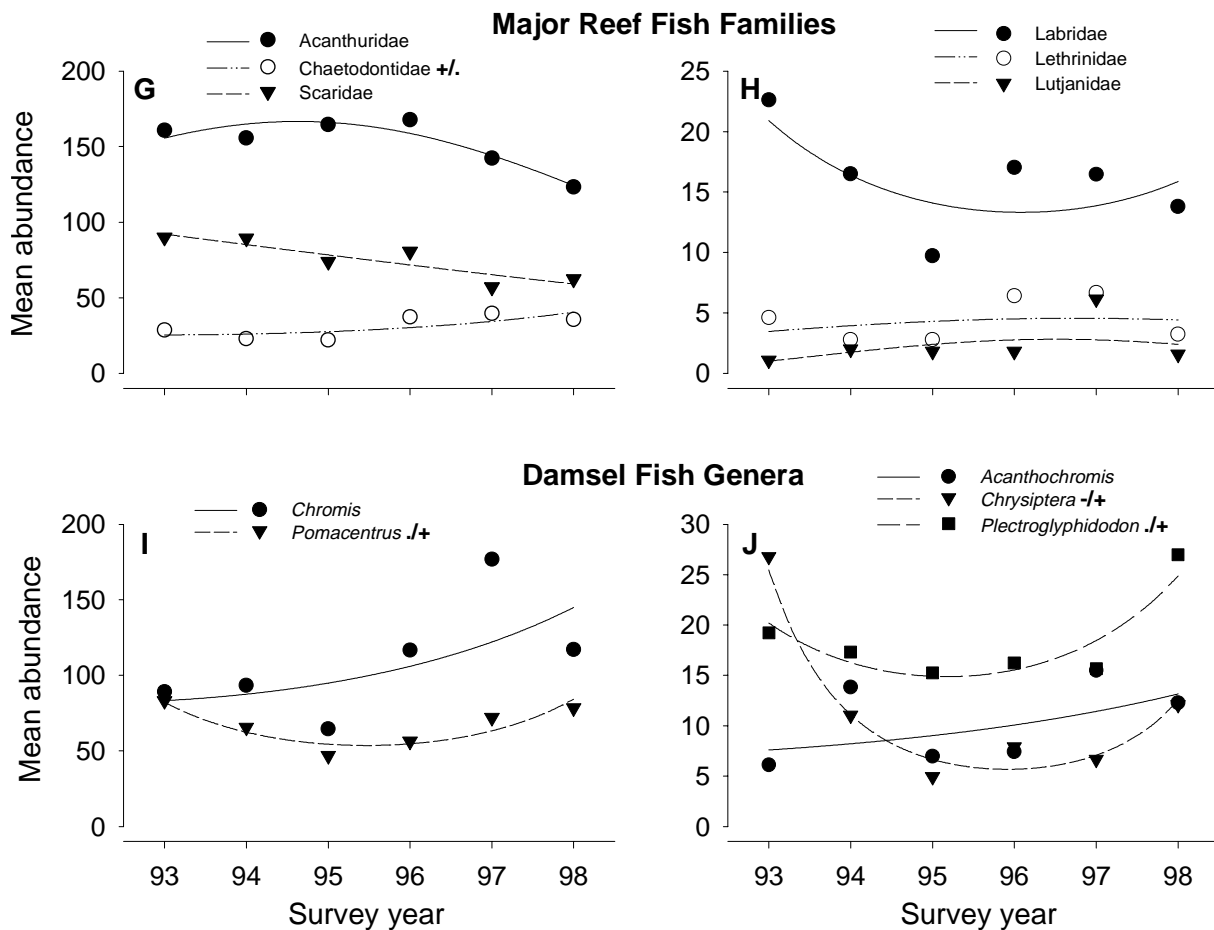 Major Reef Fish Families
Acanthuridae
Chaetodontidae +/.
Scaridae
Labridae
Lethrinidae
Lutjanidae
G
200
150
100
50
0
Mean abundance
H
25
20
15
10
5
0
Damsel Fish Genera
Chromis
Pomacentrus ./+
Acanthochromis
Chrysiptera -/+
Plectroglyphidodon ./+
I
200
150
100
50
0
Mean abundance
93 94 95 96 97 98
Survey year
J
30
25
20
15
10
5
0
93 94 95 96 97 98
Survey year